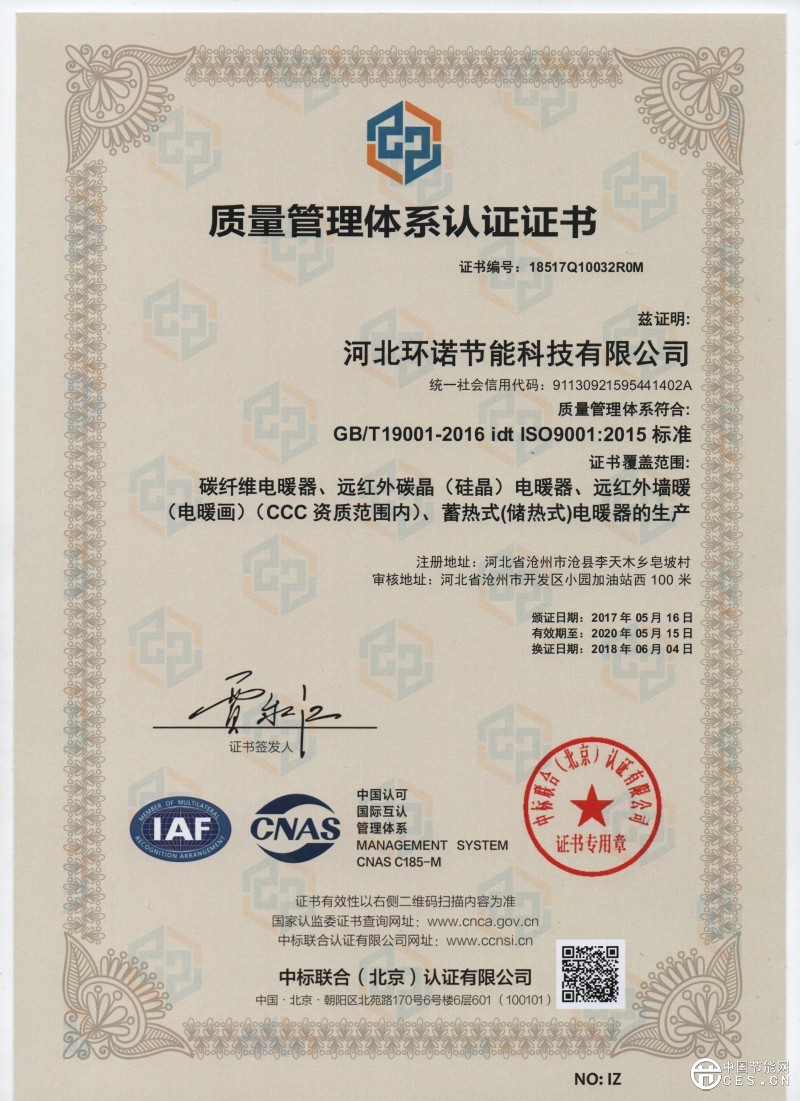 质量管理体系认证证书
证书编号：18517Q10032R0M
兹证明:
河北环诺节能科技有限公司
统一社会信用代码：91130921595441402A
质量管理体系符合:
GB/T19001-2016 idt ISO9001:2015 标准
证书覆盖范围:
碳纤维电暖器、远红外碳晶（硅晶）电暖器、远红外墙暖
（电暖画）（CCC 资质范围内）、蓄热式(储热式)电暖器的生产
注册地址：河北省沧州市沧县李天木乡皂坡村
审核地址：河北省沧州市开发区小园加油站西 100 米
颁证日期：2017 年 05 月 16 日
有效期至：2020 年 05 月 15 日
换证日期：2018 年 06 月 04 日
证书签发人
MEMBER OF MULTILATERAL
IAF
RECOGNITION ARRANGEMENT
CNAS
中国认可
国际互认
管理体系
MANAGEMENT SYSTEM
CNAS C185-M
中标联合（北京）认证有限公司
证书专用章
证书有效性以右侧二维码扫描内容为准
国家认监委证书查询网址：www.cnca.gov.cn
中标联合认证有限公司网址：www.ccnsi.cn
中标联合（北京）认证有限公司
中国 · 北京 · 朝阳区北苑路170号6号楼6层601（100101）
NO: IZ
中国节能网
CES.CN